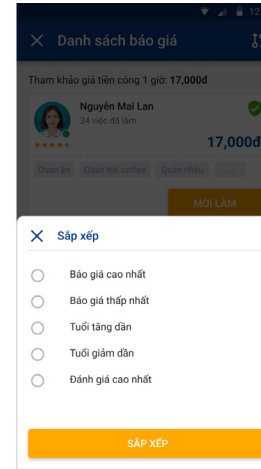 12
Danh sách báo giá
Tham khảo giá tiền công 1 giờ: 17,000đ
Nguyễn Mai Lan
34 việc đã làm
17,000đ
Quán ăn Quán trà, coffee Quán nhậu ...
MỜI LÀM
Sắp xếp
Báo giá cao nhất
Báo giá thấp nhất
Tuổi tăng dần
Tuổi giảm dần
Đánh giá cao nhất
SẮP XẾP